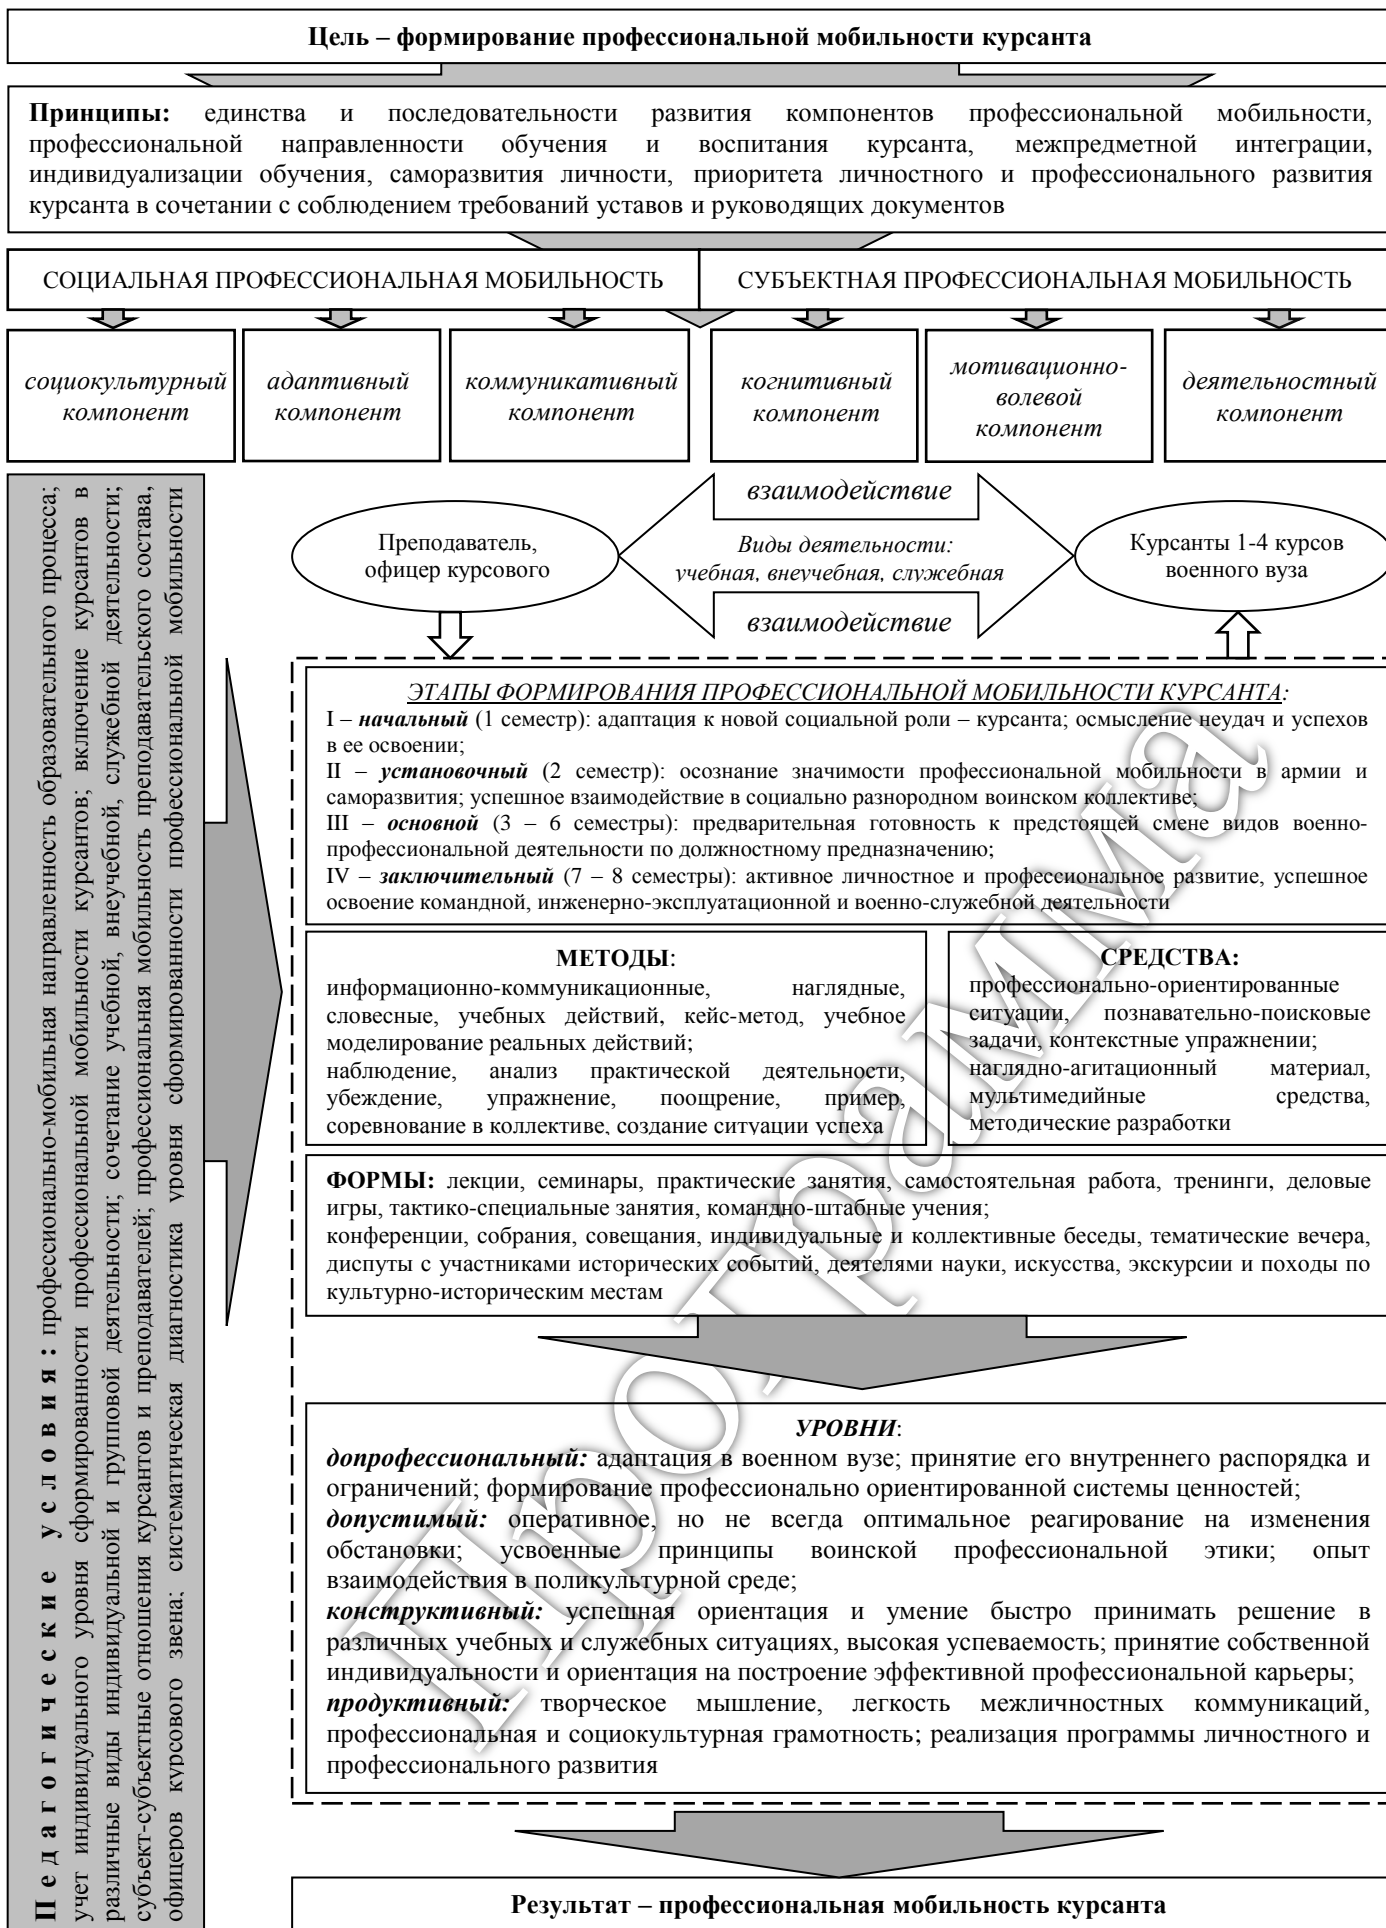 Цель – формирование профессиональной мобильности курсанта
Принципы: единства и последовательности развития компонентов профессиональной мобильности,
профессиональной направленности обучения и воспитания курсанта, межпредметной интеграции,
индивидуализации обучения, саморазвития личности, приоритета личностного и профессионального развития
курсанта в сочетании с соблюдением требований уставов и руководящих документов
СОЦИАЛЬНАЯ ПРОФЕССИОНАЛЬНАЯ МОБИЛЬНОСТЬ
СУБЪЕКТНАЯ ПРОФЕССИОНАЛЬНАЯ МОБИЛЬНОСТЬ
социокультурный
компонент
адаптивный
компонент
коммуникативный
компонент
когнитивный
компонент
мотивационно-
волевой
компонент
деятельностный
компонент
Педагогические условия: профессионально-мобильная направленность образовательного процесса;
учет индивидуального уровня сформированности профессиональной мобильности курсантов; включение курсантов в
различные виды индивидуальной и групповой деятельности; сочетание учебной, внеучебной, служебной деятельности;
субъект-субъектные отношения курсантов и преподавателей; профессиональная мобильность преподавательского состава,
офицеров курсового звена; систематическая диагностика уровня сформированности профессиональной мобильности
Преподаватель,
офицер курсового
взаимодействие
Виды деятельности:
учебная, внеучебная, служебная
взаимодействие
Курсанты 1-4 курсов
военного вуза
ЭТАПЫ ФОРМИРОВАНИЯ ПРОФЕССИОНАЛЬНОЙ МОБИЛЬНОСТИ КУРСАНТА:
I – начальный (1 семестр): адаптация к новой социальной роли – курсанта; осмысление неудач и успехов
в ее освоении;
II – установочный (2 семестр): осознание значимости профессиональной мобильности в армии и
саморазвития; успешное взаимодействие в социально разнородном воинском коллективе;
III – основной (3 – 6 семестры): предварительная готовность к предстоящей смене видов военно-
профессиональной деятельности по должностному предназначению;
IV – заключительный (7 – 8 семестры): активное личностное и профессиональное развитие, успешное
освоение командной, инженерно-эксплуатационной и военно-служебной деятельности
МЕТОДЫ:
информационно-коммуникационные, наглядные,
словесные, учебных действий, кейс-метод, учебное
моделирование реальных действий;
наблюдение, анализ практической деятельности,
убеждение, упражнение, поощрение, пример,
соревнование в коллективе, создание ситуации успеха
СРЕДСТВА:
профессионально-ориентированные
ситуации, познавательно-поисковые
задачи, контекстные упражнении;
наглядно-агитационный материал,
мультимедийные средства,
методические разработки
ФОРМЫ: лекции, семинары, практические занятия, самостоятельная работа, тренинги, деловые
игры, тактико-специальные занятия, командно-штабные учения;
конференции, собрания, совещания, индивидуальные и коллективные беседы, тематические вечера,
диспуты с участниками исторических событий, деятелями науки, искусства, экскурсии и походы по
культурно-историческим местам
Программа
УРОВНИ:
допрофессиональный: адаптация в военном вузе; принятие его внутреннего распорядка и
ограничений; формирование профессионально ориентированной системы ценностей;
допустимый: оперативное, но не всегда оптимальное реагирование на изменения
обстановки; усвоенные принципы воинской профессиональной этики; опыт
взаимодействия в поликультурной среде;
конструктивный: успешная ориентация и умение быстро принимать решение в
различных учебных и служебных ситуациях, высокая успеваемость; принятие собственной
индивидуальности и ориентация на построение эффективной профессиональной карьеры;
продуктивный: творческое мышление, легкость межличностных коммуникаций,
профессиональная и социокультурная грамотность; реализация программы личностного и
профессионального развития
Результат – профессиональная мобильность курсанта